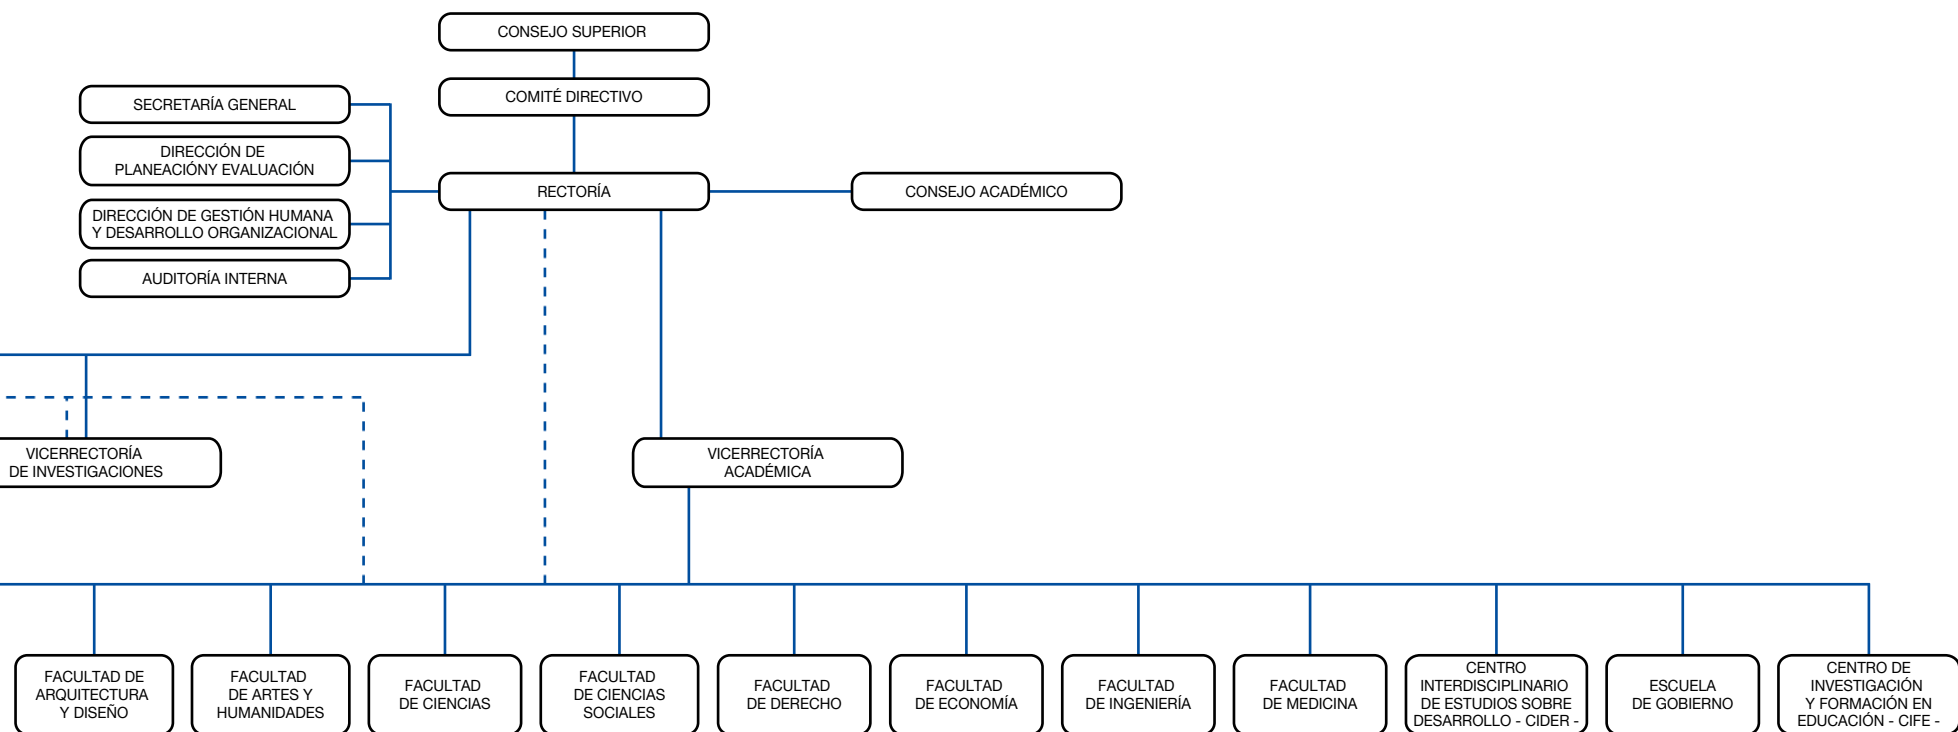 CONSEJO SUPERIOR
COMITÉ DIRECTIVO
SECRETARÍA GENERAL
DIRECCIÓN DE
PLANEACIÓNY EVALUACIÓN
RECTORÍA
CONSEJO ACADÉMICO
DIRECCIÓN DE GESTIÓN HUMANA
Y DESARROLLO ORGANIZACIONAL
AUDITORÍA INTERNA
VICERRECTORÍA
DE INVESTIGACIONES
VICERRECTORÍA
ACADÉMICA
FACULTAD DE
ARQUITECTURA
Y DISEÑO
FACULTAD
DE ARTES Y
HUMANIDADES
FACULTAD
DE CIENCIAS
FACULTAD
DE CIENCIAS
SOCIALES
FACULTAD
DE DERECHO
FACULTAD
DE ECONOMÍA
FACULTAD
DE INGENIERÍA
FACULTAD
DE MEDICINA
CENTRO
INTERDISCIPLINARIO
DE ESTUDIOS SOBRE
DESARROLLO - CIDER -
ESCUELA
DE GOBIERNO
CENTRO DE
INVESTIGACIÓN
Y FORMACIÓN EN
EDUCACIÓN - CIFE -